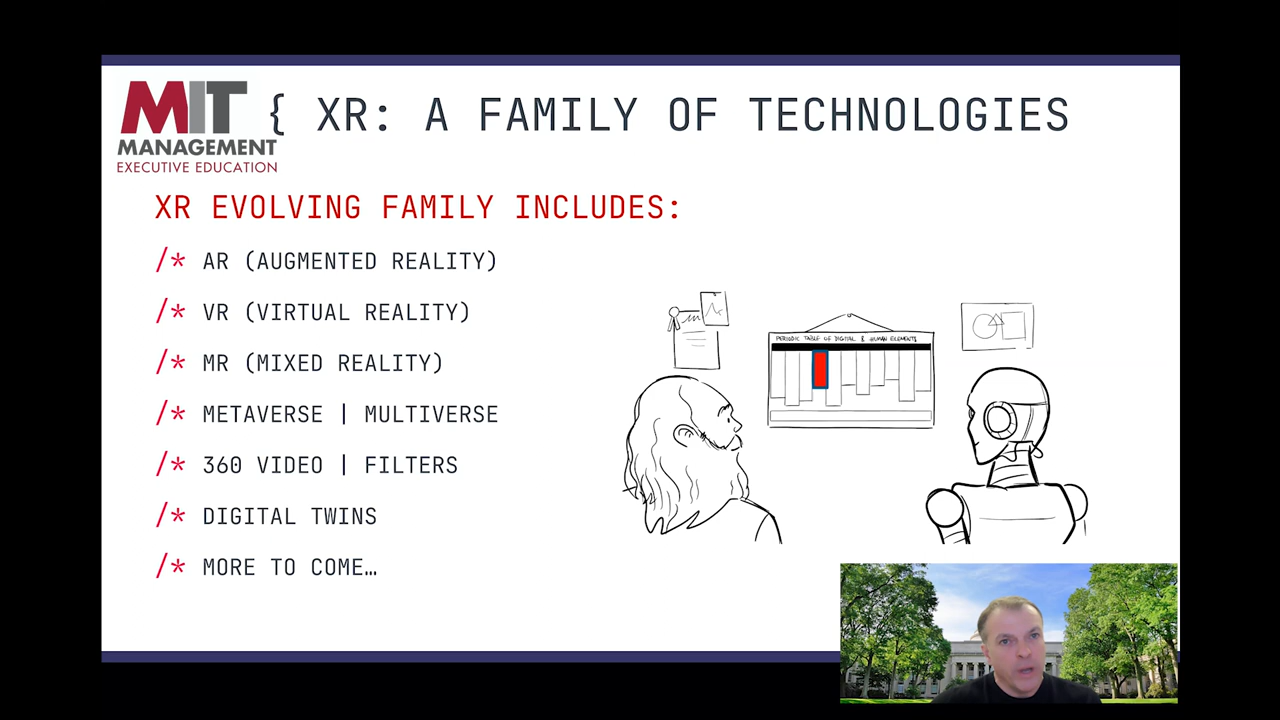 MIT
MANAGEMENT
EXECUTIVE EDUCATION
{ XR: A FAMILY OF TECHNOLOGIES
XR EVOLVING FAMILY INCLUDES:
/* AR (AUGMENTED REALITY)
/* VR (VIRTUAL REALITY)
/* MR (MIXED REALITY)
/* METAVERSE | MULTIVERSE
/* 360 VIDEO | FILTERS
/* DIGITAL TWINS
/* MORE TO COME…
PERIODIC TABLE OF DIGITAL & HUMAN ELEMENTS